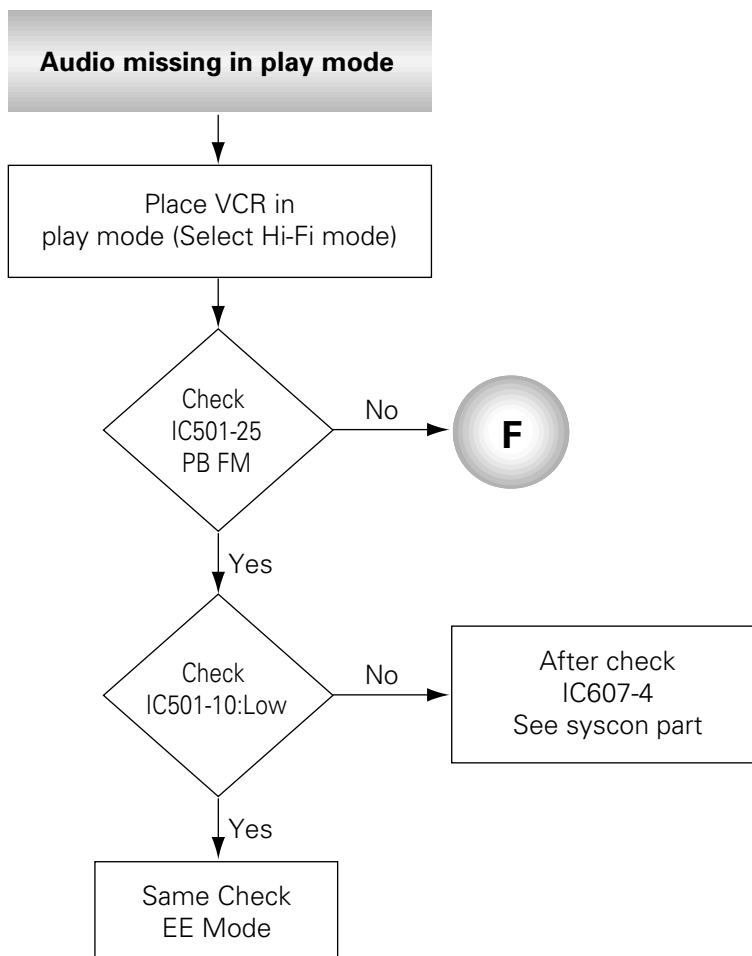 Audio missing in play mode
Place VCR in
play mode (Select Hi-Fi mode)
Check
IC501-25
PB FM
No
F
Yes
Check
IC501-10:Low
No
After check
IC607-4
See syscon part
Yes
Same Check
EE Mode